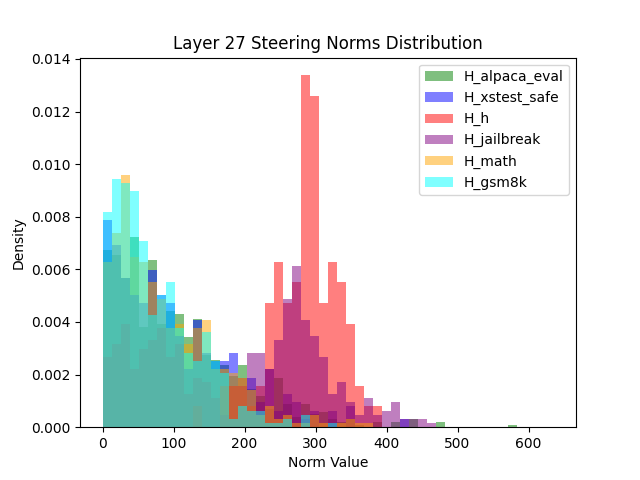 Layer 27 Steering Norms Distribution
0.014
0.012
0.010
0.008
0.006
0.004
0.002
0.000
Density
H_alpaca_eval
H_xstest_safe
H_h
H_jailbreak
H_math
H_gsm8k
0 100 200 300 400 500 600
Norm Value